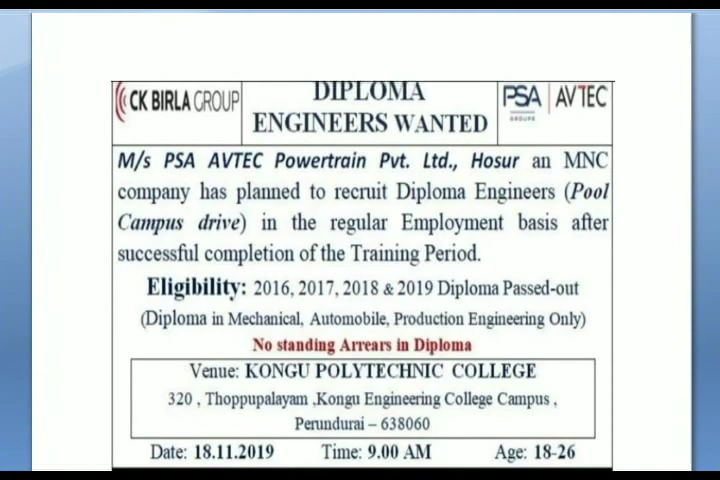 CK BIRLA GROUP
DIPLOMA
ENGINEERS WANTED
PSA AVTEC
GROUPE
M/s PSA AVTEC Powertrain Pvt. Ltd., Hosur an MNC
company has planned to recruit Diploma Engineers (Pool
Campus drive) in the regular Employment basis after
successful completion of the Training Period.
Eligibility: 2016, 2017, 2018 & 2019 Diploma Passed-out
(Diploma in Mechanical, Automobile, Production Engineering Only)
No standing Arrears in Diploma
Venue: KONGU POLYTECHNIC COLLEGE
320 , Thoppupalayam ,Kongu Engineering College Campus ,
Perundurai – 638060
Date: 18.11.2019 Time: 9.00 AM Age: 18-26